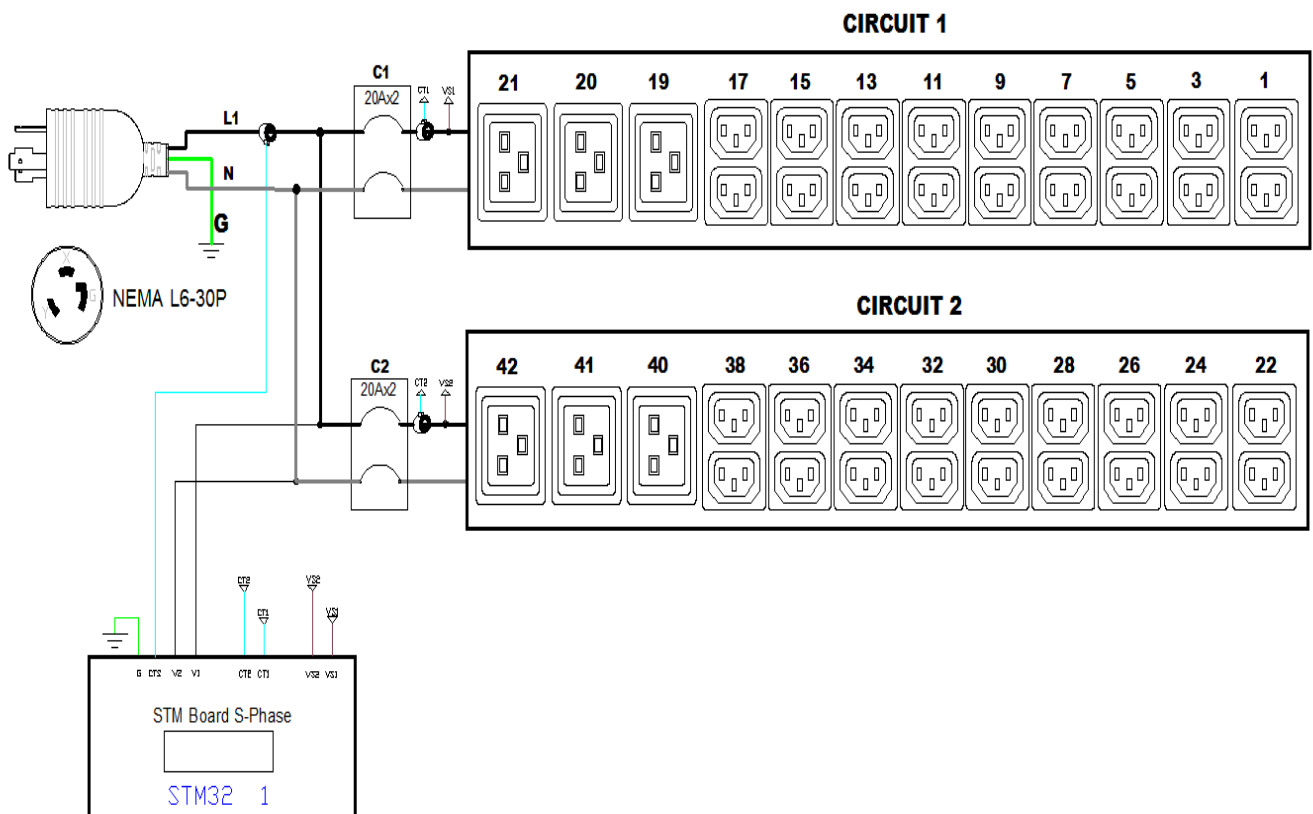 CIRCUIT 1
C1
20Ax2
CT1
VS1
21 20 19 17 15 13 11 9 7 5 3 1
L1
N
G
X
G
Y
NEMA L6-30P
CIRCUIT 2
C2
20Ax2
CT2
VS2
42 41 40 38 36 34 32 30 28 26 24 22
CT2
VS2
CT1
VS1
G CT3 V2 V1 CT2 CT1 VS2 VS1
STM Board S-Phase
STM32 1